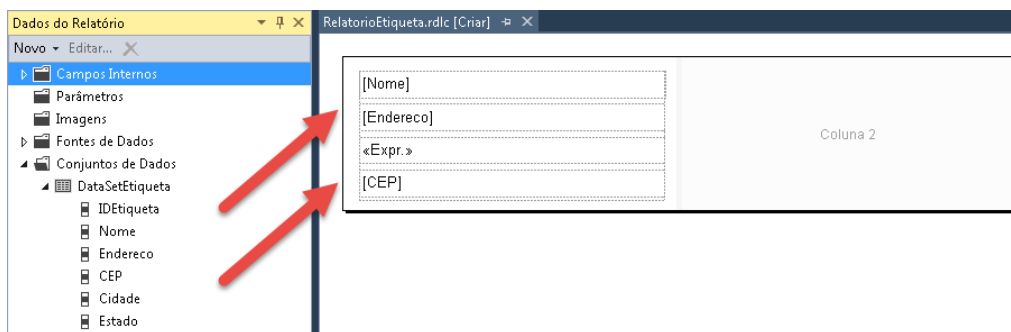 Dados do Relatório
Novo Editar...
Campos Internos
Parâmetros
Imagens
Fontes de Dados
Conjuntos de Dados
DataSetEtiqueta
IDEtiqueta
Nome
Endereco
CEP
Cidade
Estado
RelatorioEtiqueta.rdlc [Criar]
[Nome]
[Endereco]
«Expr.»
[CEP]
Coluna 2